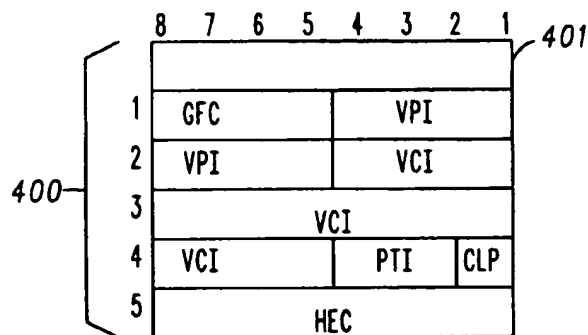 8 7 6 5 4 3 2 1
401
1 GFC VPI
2 VPI VCI
400
3 VCI
4 VCI PTI CLP
5 HEC